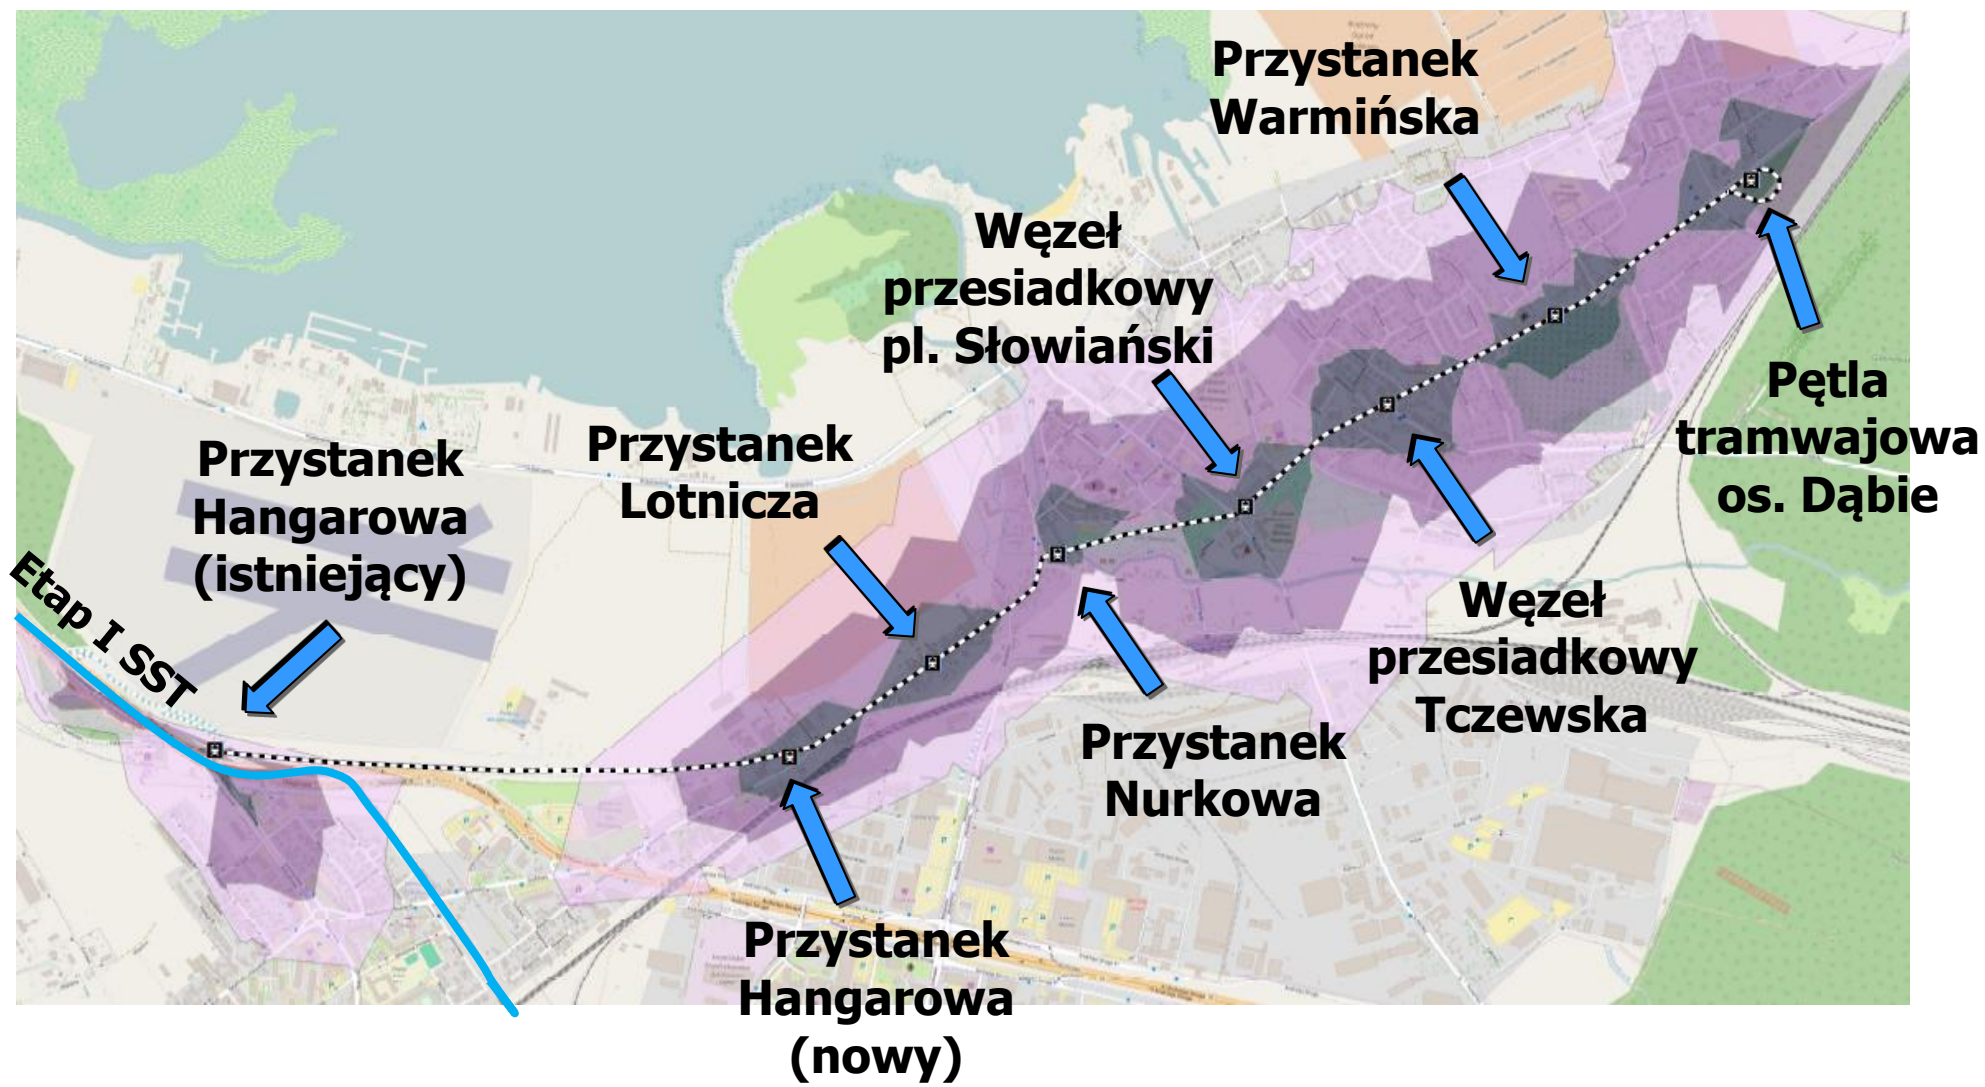 Przystanek
Warmińska
Węzeł
przesiadkowy
pl. Słowiański
Pętla
tramwajowa
os. Dąbie
Przystanek
Lotnicza
Przystanek
Hangarowa
(istniejący)
Etap I SST
Węzeł
przesiadkowy
Tczewska
Przystanek
Nurkowa
Przystanek
Hangarowa
(nowy)